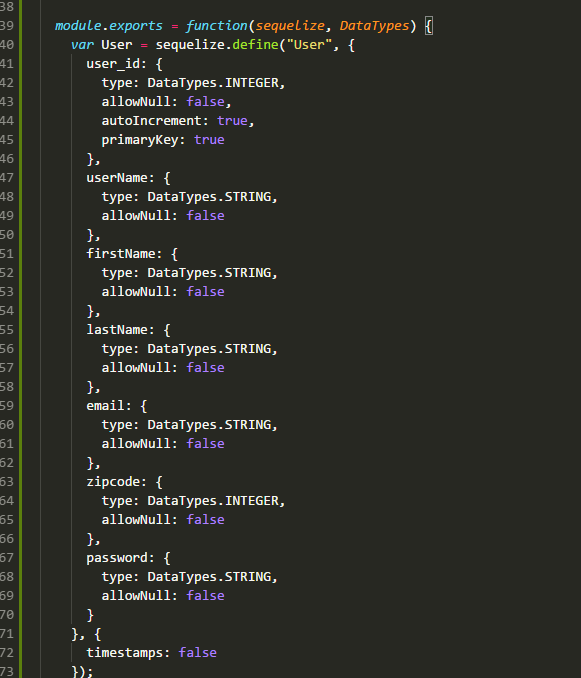 38
39 module.exports = function(sequelize, DataTypes) {
40   var User = sequelize.define("User", {
41     user_id: {
42       type: DataTypes.INTEGER,
43       allowNull: false,
44       autoIncrement: true,
45       primaryKey: true
46     },
47     userName: {
48       type: DataTypes.STRING,
49       allowNull: false
50     },
51     firstName: {
52       type: DataTypes.STRING,
53       allowNull: false
54     },
55     lastName: {
56       type: DataTypes.STRING,
57       allowNull: false
58     },
59     email: {
60       type: DataTypes.STRING,
61       allowNull: false
62     },
63     zipcode: {
64       type: DataTypes.INTEGER,
65       allowNull: false
66     },
67     password: {
68       type: DataTypes.STRING,
69       allowNull: false
70     }
71   }, {
72     timestamps: false
73   });